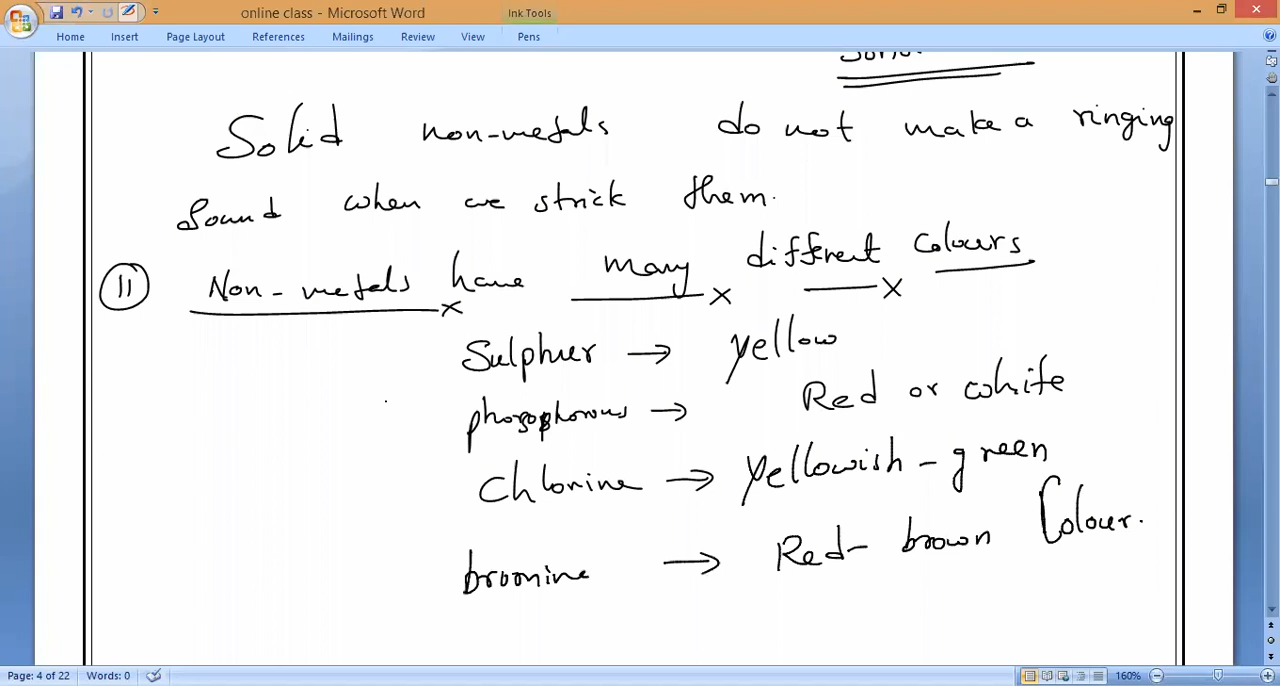 online class - Microsoft Word
Ink Tools
Home Insert Page Layout References Mailings Review View Pens
Solid non-metals do not make a ringing
sound when we strick them.
11 Non-metals have many different colours
Sulphur → yellow
phosophorous → Red or white
Chlorine → yellowish-green
bromine → Red-brown Colour.
Page: 4 of 22 Words: 0 160%